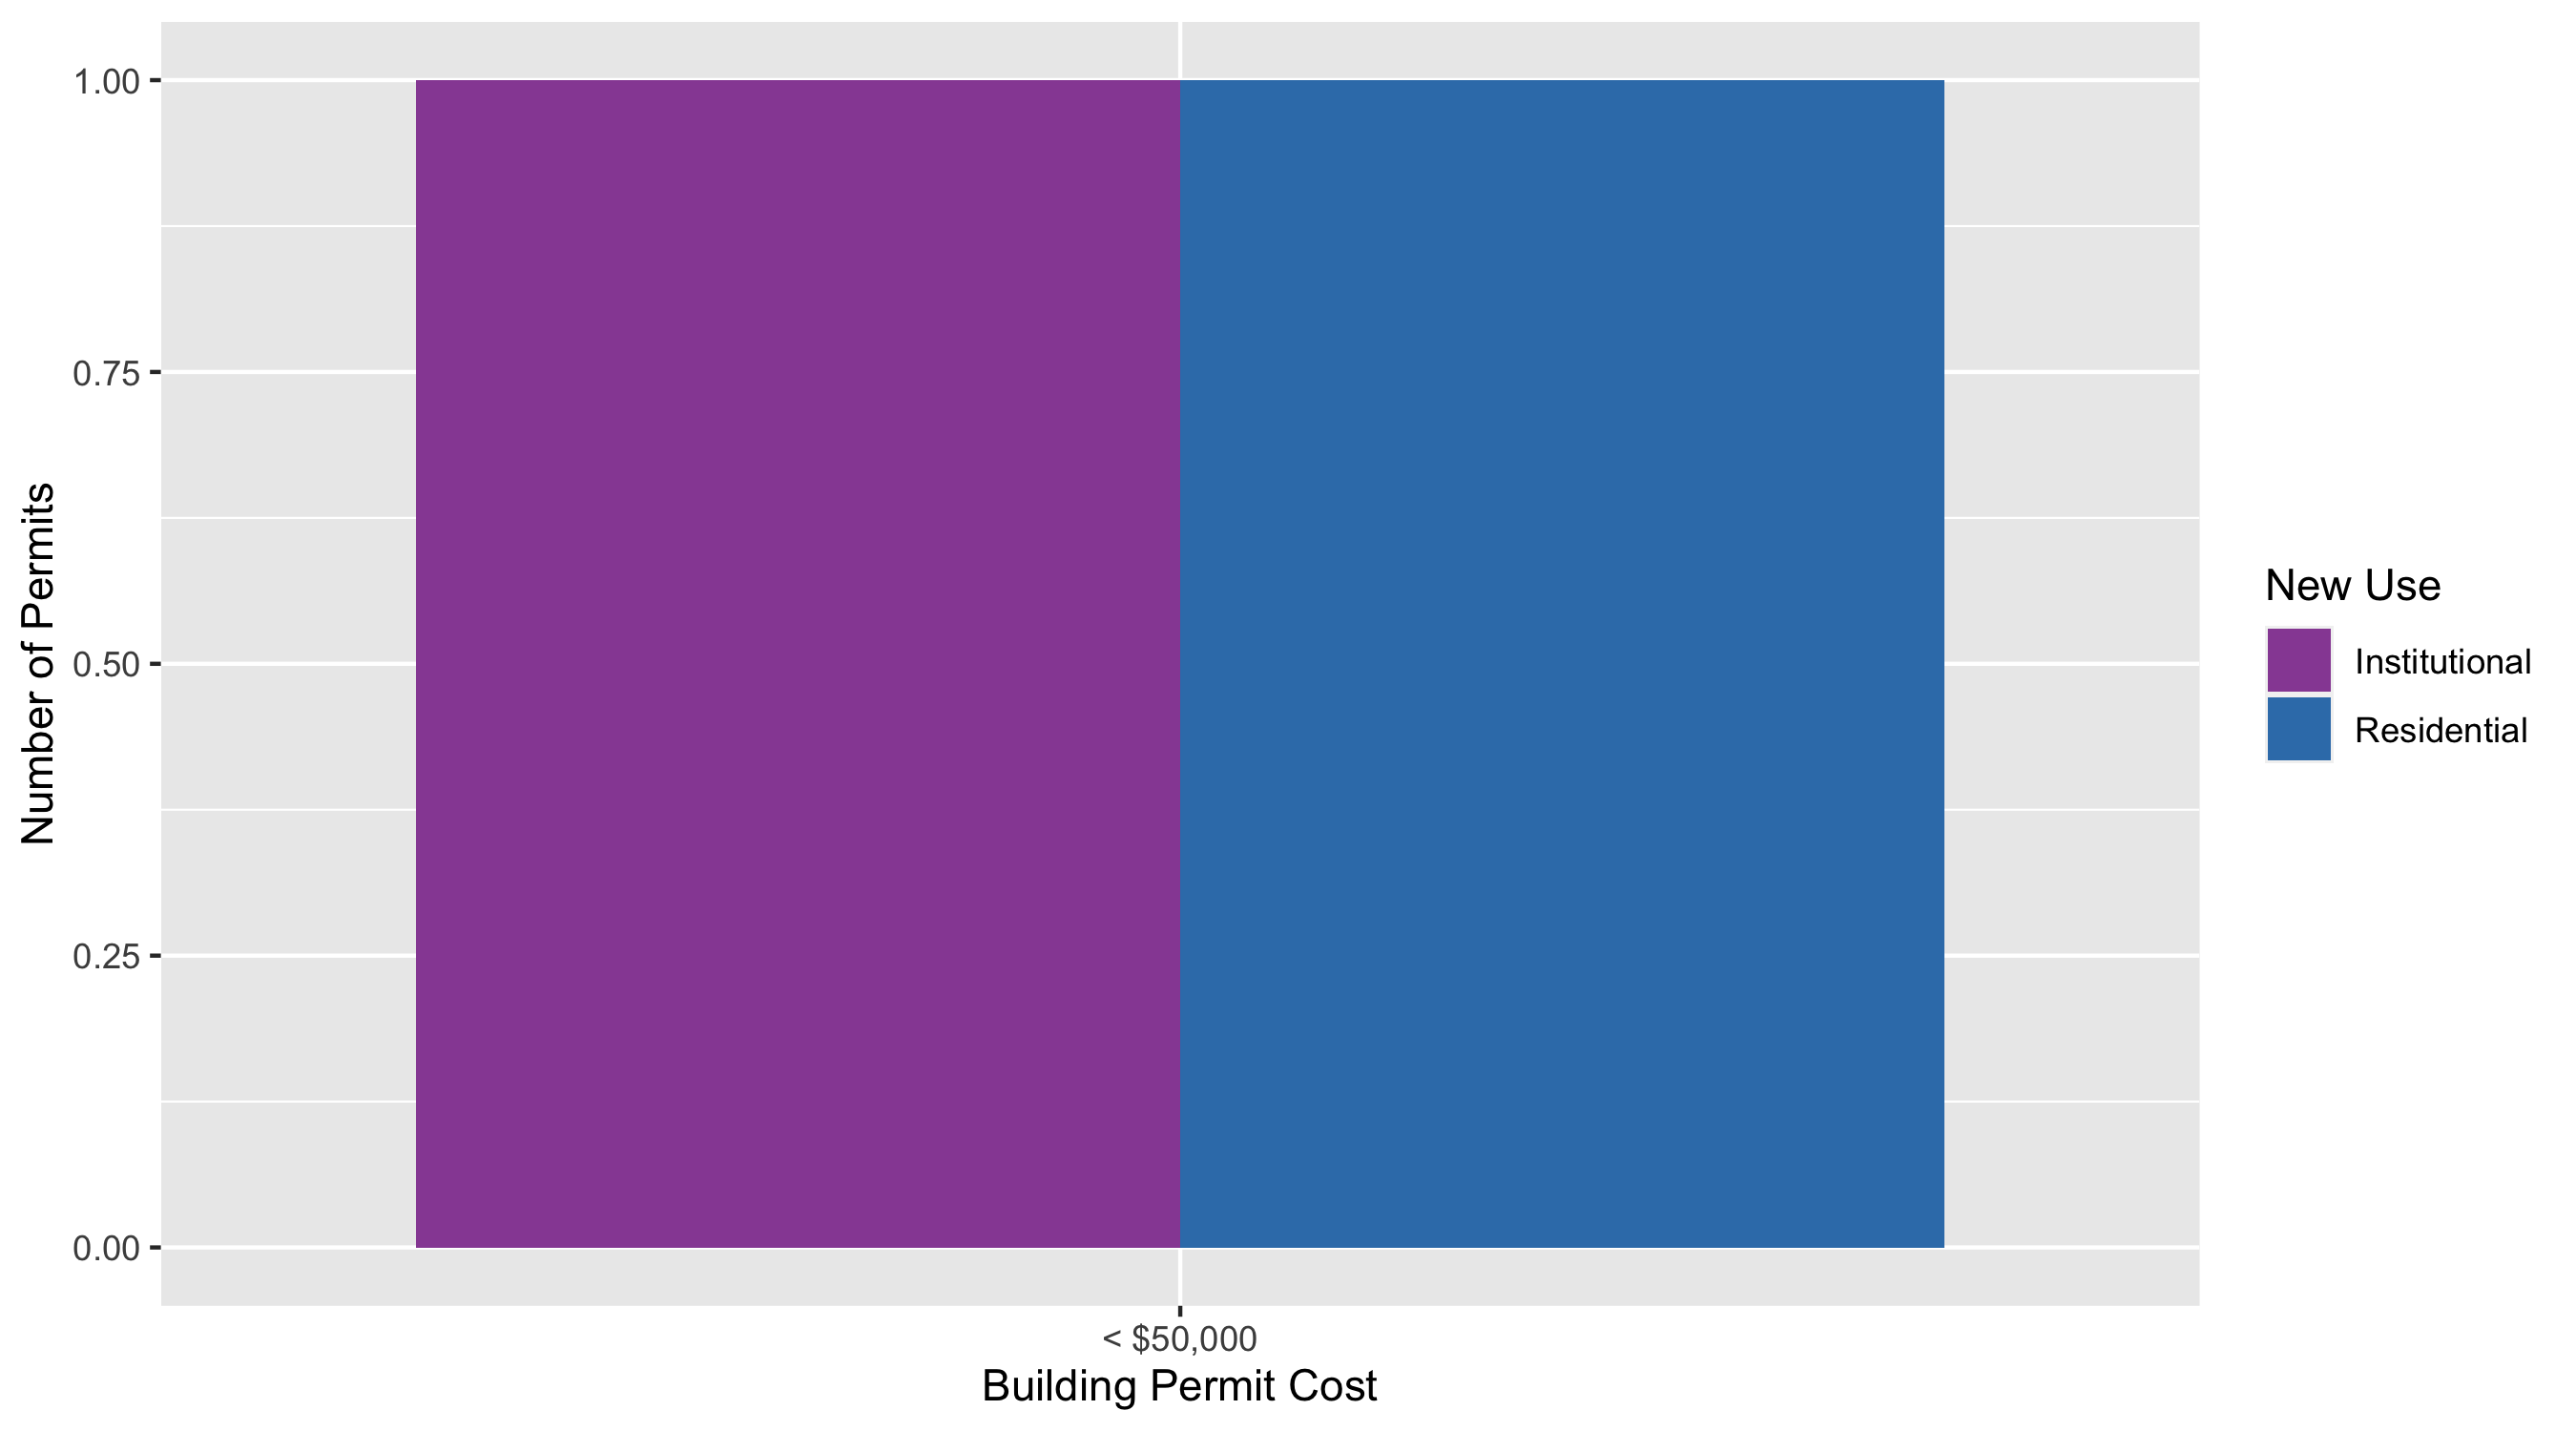 Number of Permits
1.00
0.75
0.50
0.25
0.00
< $50,000
Building Permit Cost
New Use
Institutional
Residential